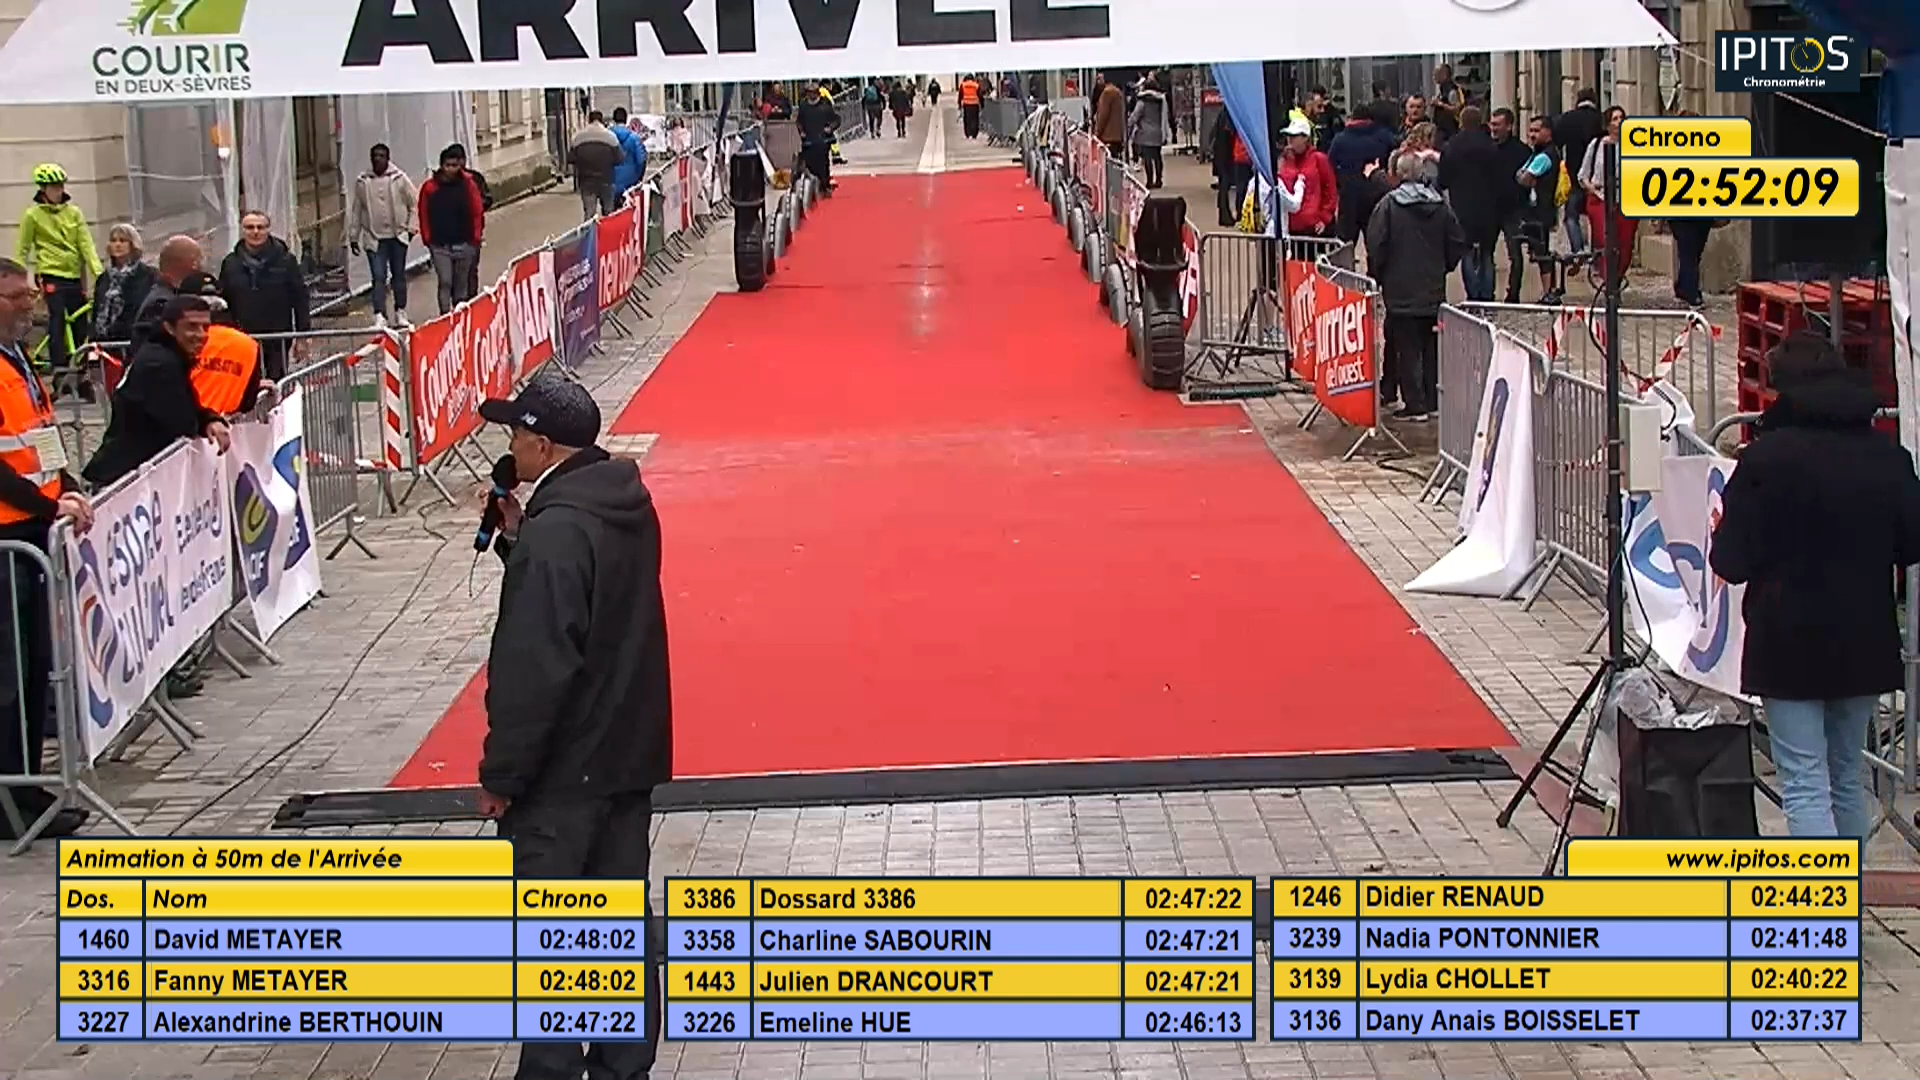 ARRIVÉE
COURIR
EN DEUX-SÈVRES
IPITOS
Chronométrie
Chrono
02:52:09
Courrier
Courrier
de l'ouest
Animation à 50m de l'Arrivée
www.ipitos.com
Dos. Nom Chrono
1460 David METAYER 02:48:02
3316 Fanny METAYER 02:48:02
3227 Alexandrine BERTHOUIN 02:47:22
3386 Dossard 3386 02:47:22
3358 Charline SABOURIN 02:47:21
1443 Julien DRANCOURT 02:47:21
3226 Emeline HUE 02:46:13
1246 Didier RENAUD 02:44:23
3239 Nadia PONTONNIER 02:41:48
3139 Lydia CHOLLET 02:40:22
3136 Dany Anais BOISSELET 02:37:37